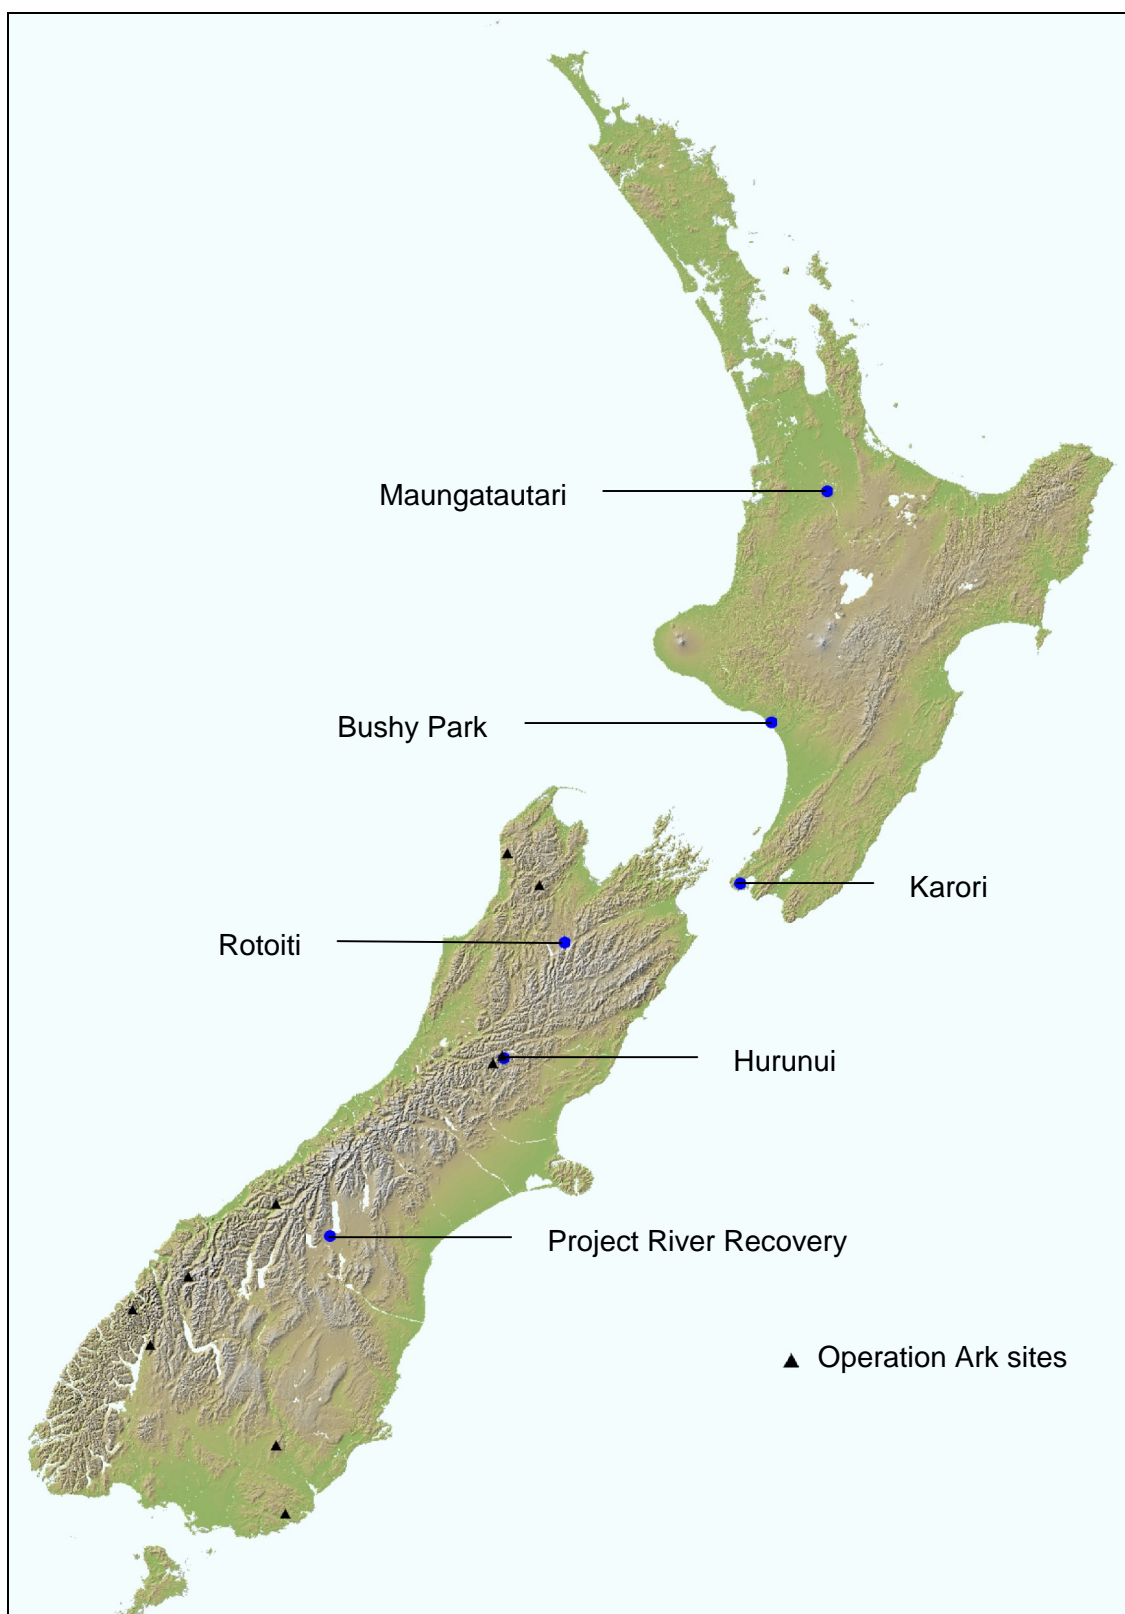 Maungatautari
Bushy Park
Karori
Rotoiti
Hurunui
Project River Recovery
Operation Ark sites